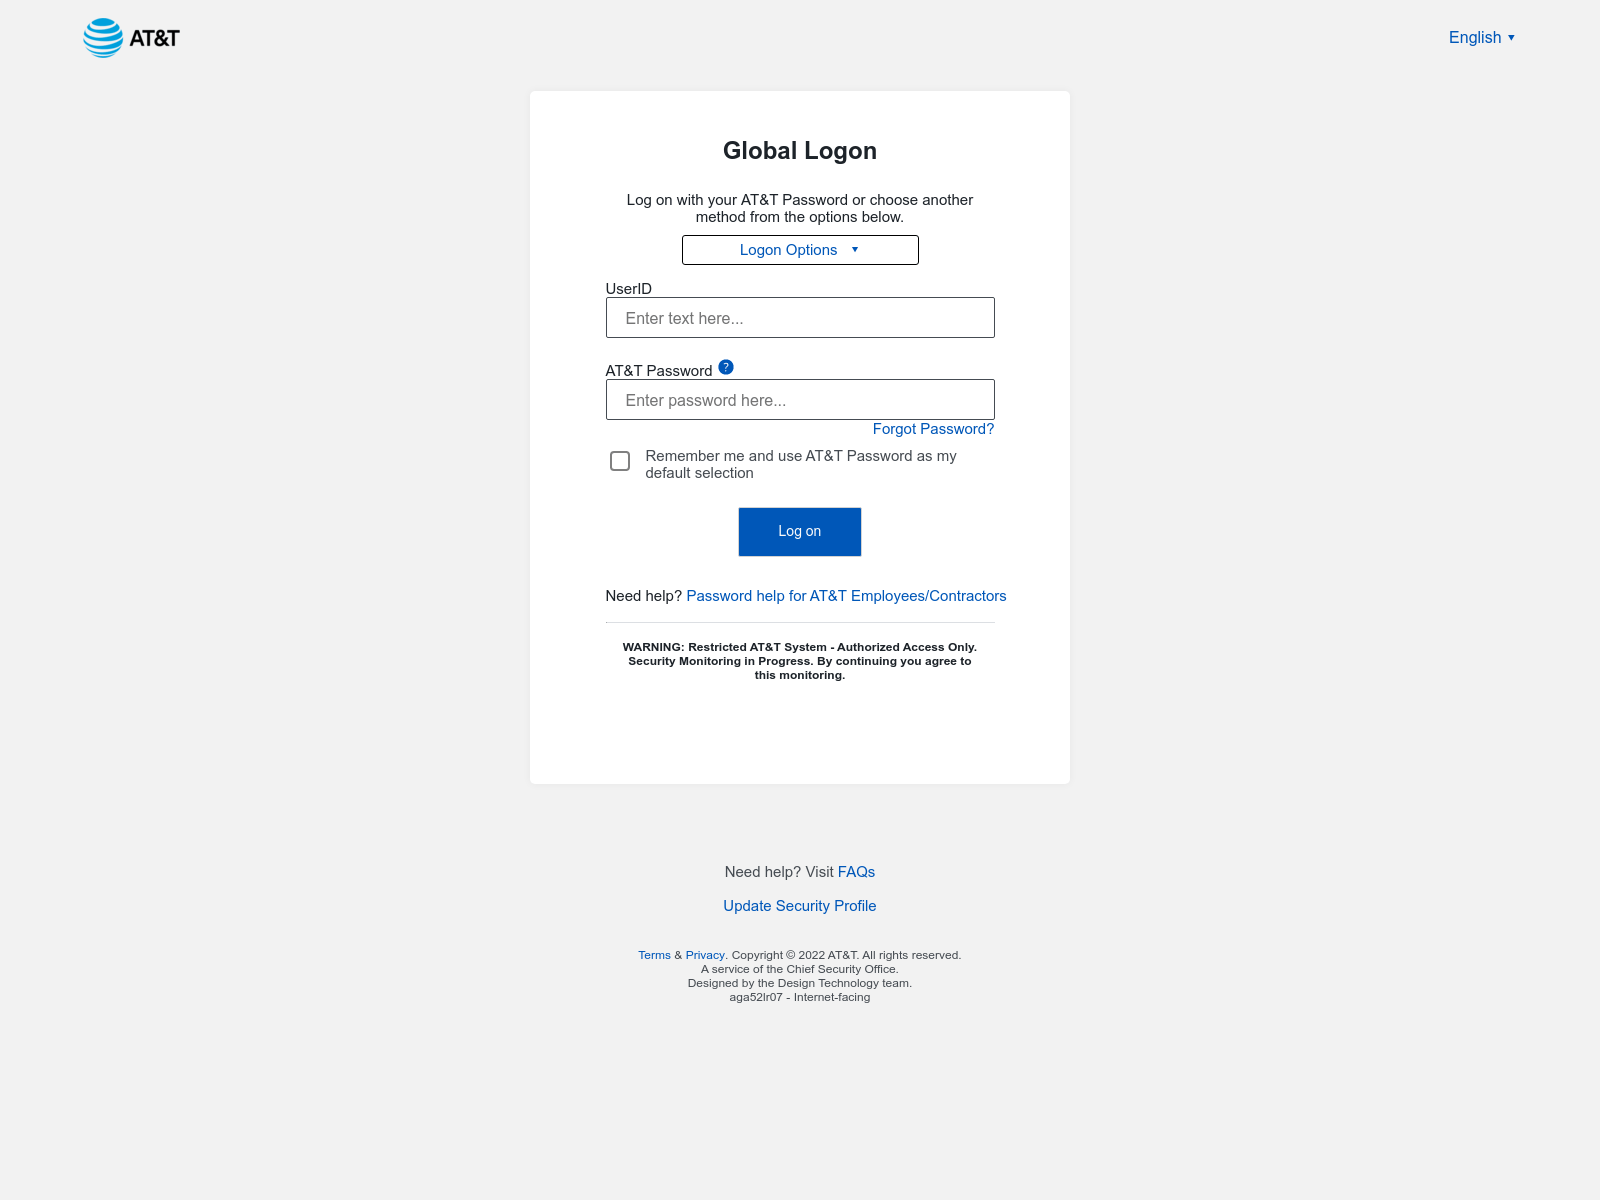 AT&T
English
Global Logon
Log on with your AT&T Password or choose another
method from the options below.
Logon Options
UserID
Enter text here...
AT&T Password ?
Enter password here...
Forgot Password?
Remember me and use AT&T Password as my
default selection
Log on
Need help? Password help for AT&T Employees/Contractors
WARNING: Restricted AT&T System - Authorized Access Only.
Security Monitoring in Progress. By continuing you agree to
this monitoring.
Need help? Visit FAQs
Update Security Profile
Terms & Privacy. Copyright © 2022 AT&T. All rights reserved.
A service of the Chief Security Office.
Designed by the Design Technology team.
aga52lr07 - Internet-facing